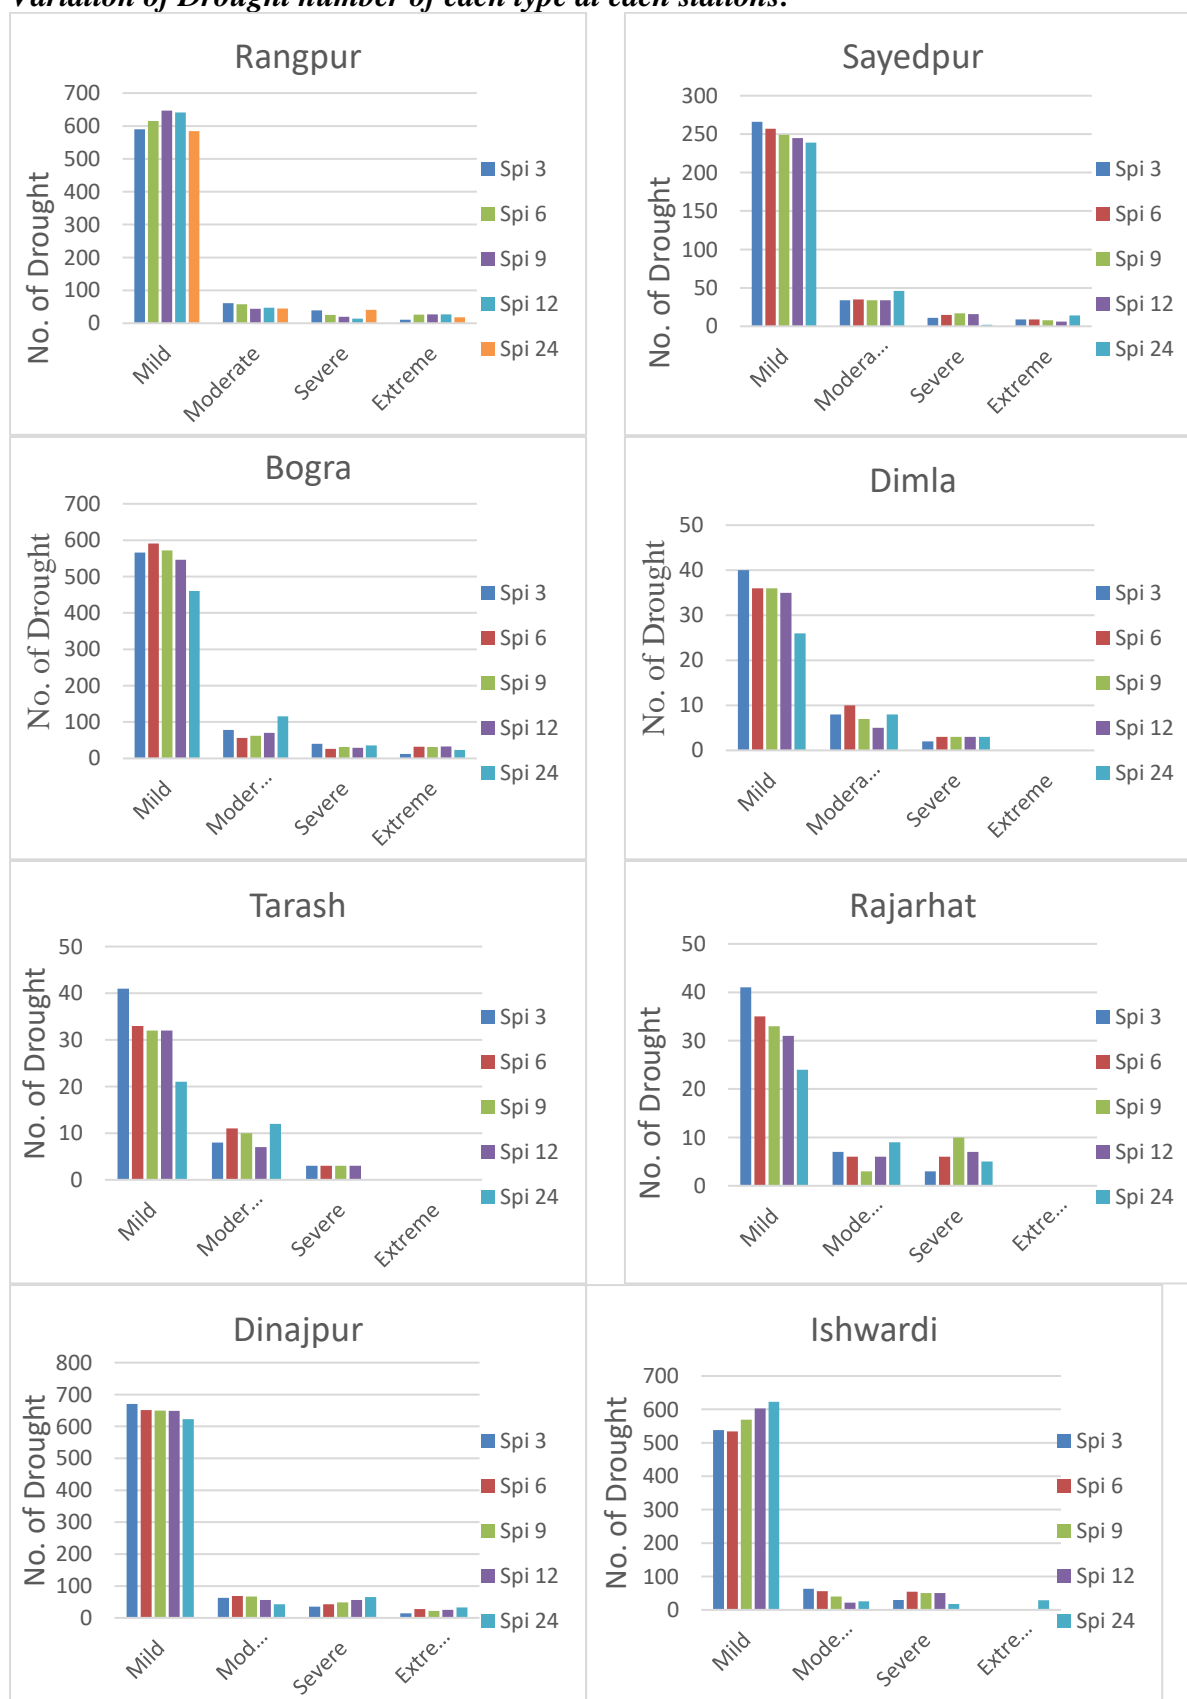 Variation of Drought number of each type at each stations:
Rangpur
No. of Drought
700
600
500
400
300
200
100
0
Mild
Moderate
Severe
Extreme
Spi 3
Spi 6
Spi 9
Spi 12
Spi 24
Sayedpur
No. of Drought
300
250
200
150
100
50
0
Mild
Modera...
Severe
Extreme
Spi 3
Spi 6
Spi 9
Spi 12
Spi 24
Bogra
No. of Drought
700
600
500
400
300
200
100
0
Mild
Moder...
Severe
Extreme
Spi 3
Spi 6
Spi 9
Spi 12
Spi 24
Dimla
No. of Drought
50
40
30
20
10
0
Mild
Modera...
Severe
Extreme
Spi 3
Spi 6
Spi 9
Spi 12
Spi 24
Tarash
No. of Drought
50
40
30
20
10
0
Mild
Moder...
Severe
Extreme
Spi 3
Spi 6
Spi 9
Spi 12
Spi 24
Rajarhat
No. of Drought
50
40
30
20
10
0
Mild
Mode...
Severe
Extre...
Spi 3
Spi 6
Spi 9
Spi 12
Spi 24
Dinajpur
No. of Drought
800
700
600
500
400
300
200
100
0
Mild
Mod...
Severe
Extre...
Spi 3
Spi 6
Spi 9
Spi 12
Spi 24
Ishwardi
No. of Drought
700
600
500
400
300
200
100
0
Mild
Mode...
Severe
Extre...
Spi 3
Spi 6
Spi 9
Spi 12
Spi 24